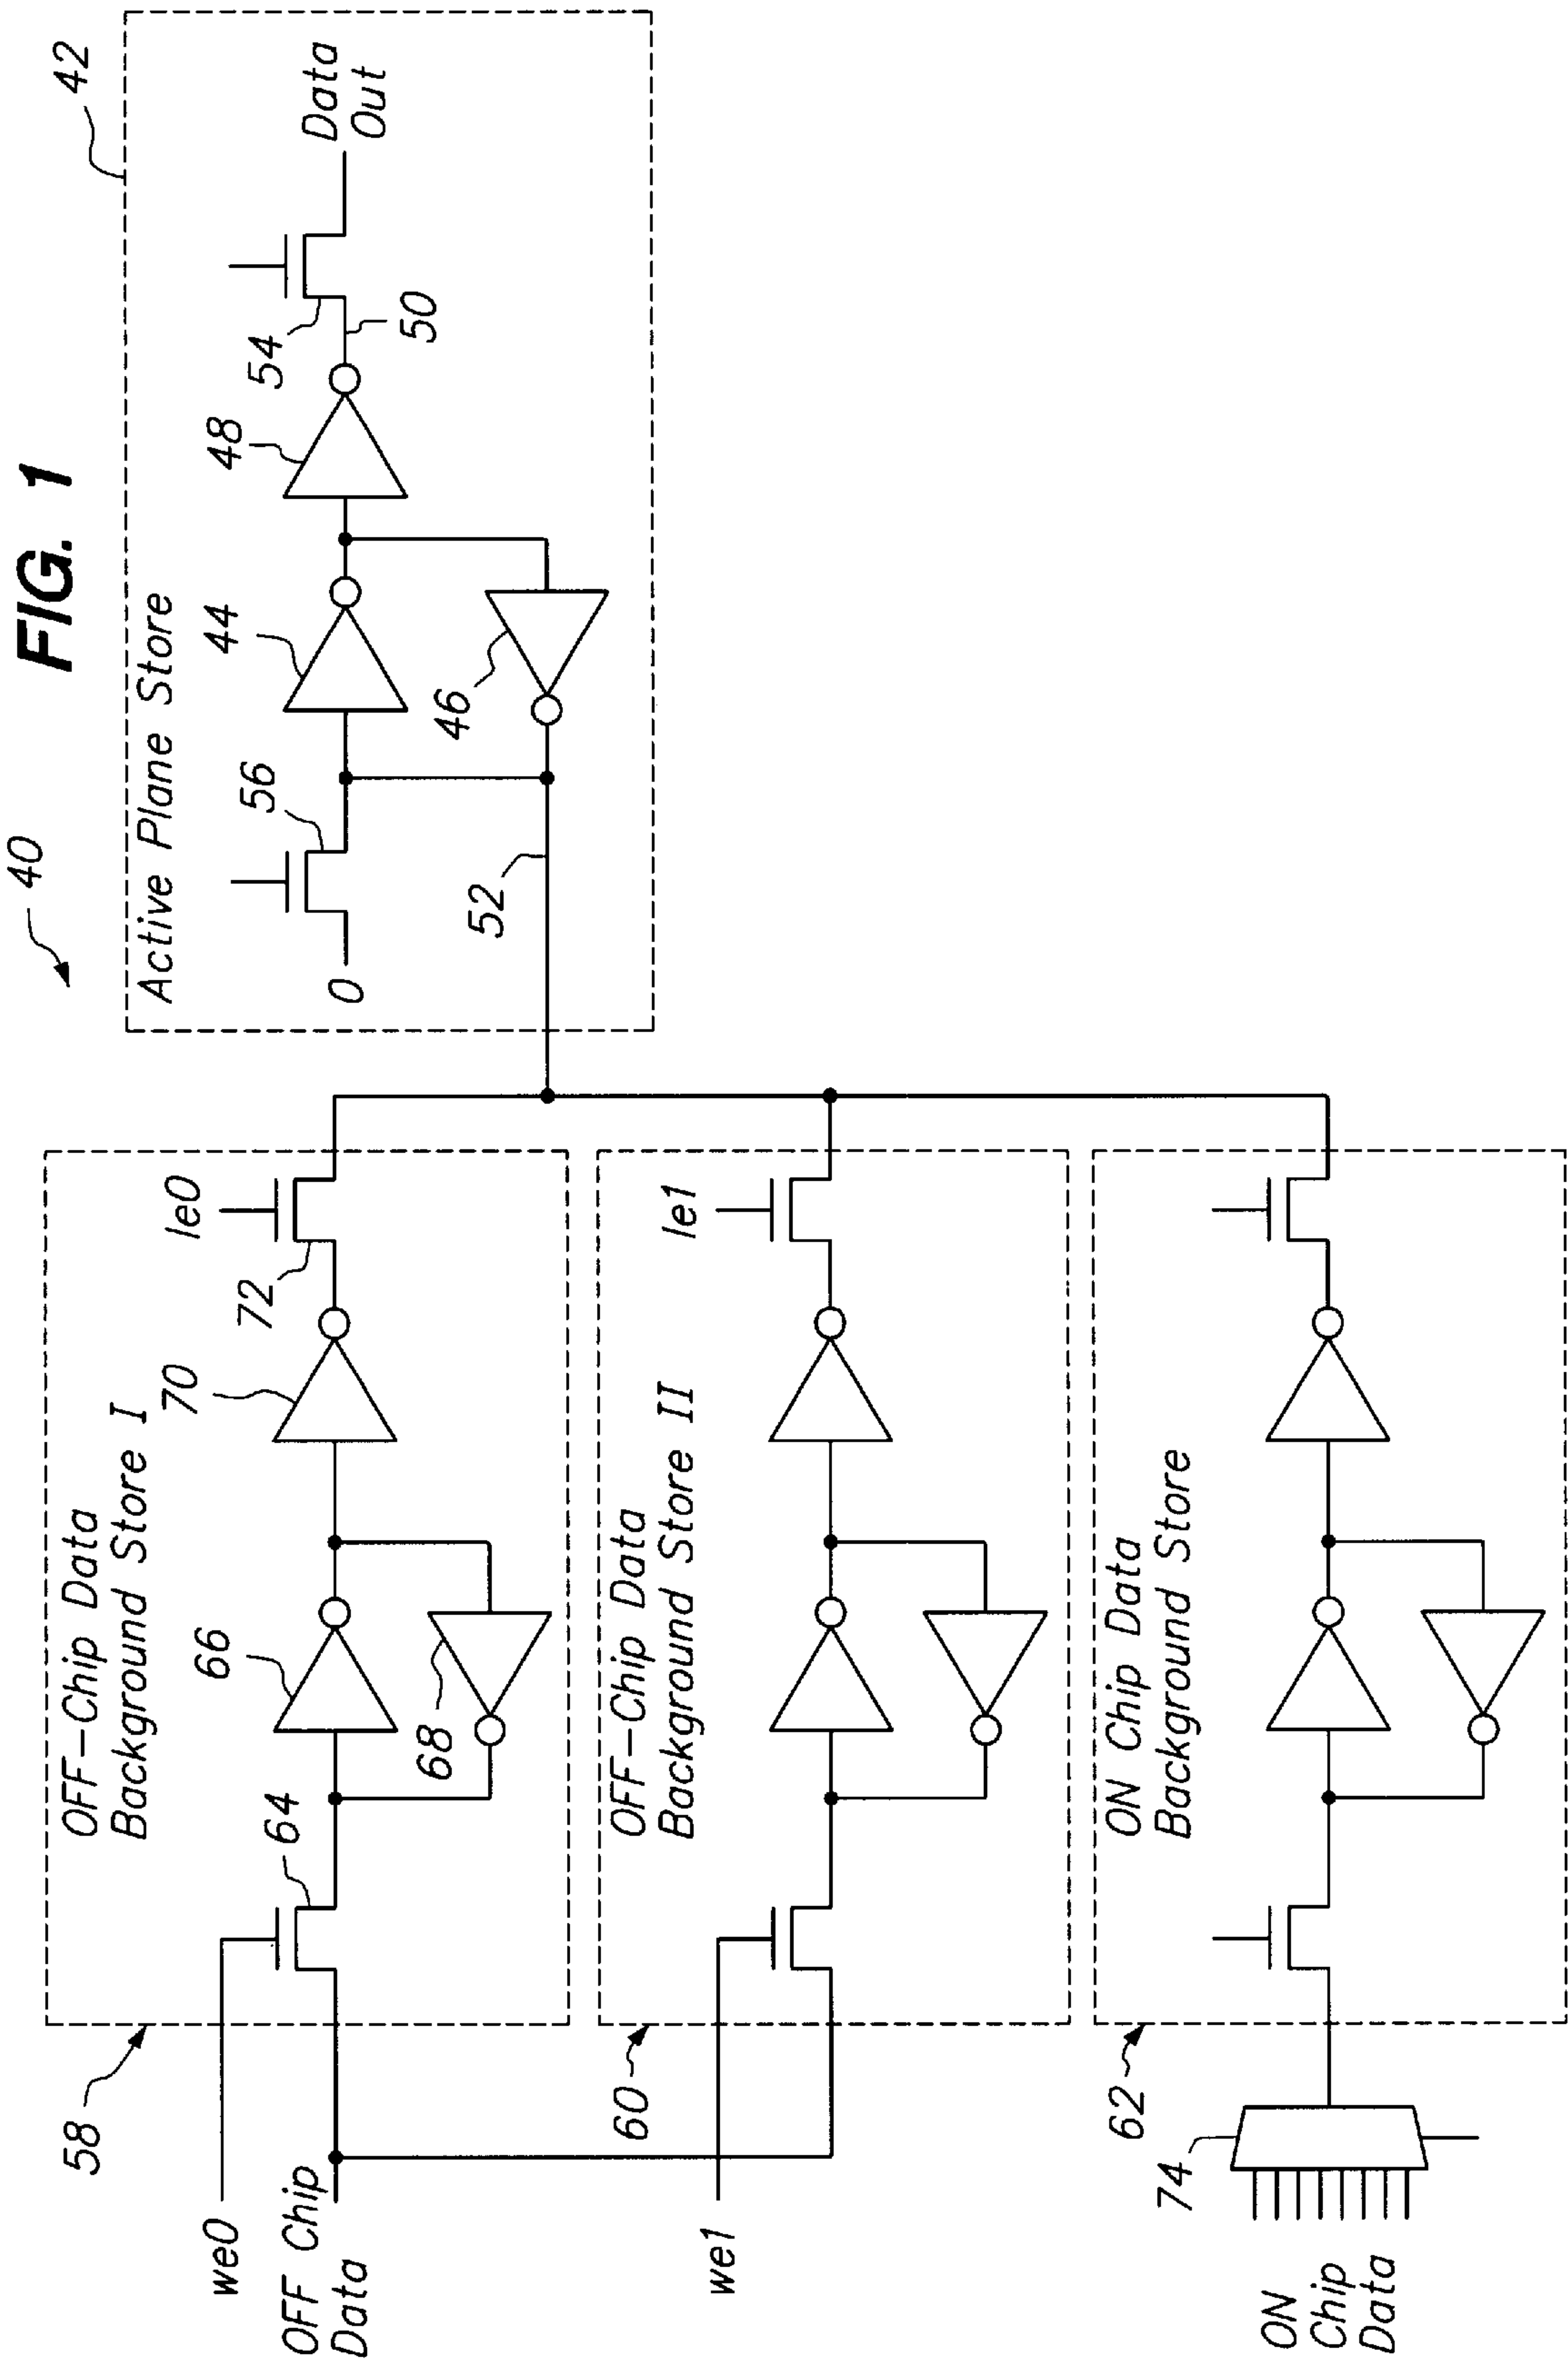 FIG. 1
40
42
Active Plane Store
56
44
48
54
Data
Out
0
46
50
52
58
OFF-Chip Data
Background Store I
we0
64
66
70
72
le0
68
OFF Chip
Data
60
OFF-Chip Data
Background Store II
we1
le1
62
ON Chip Data
Background Store
74
ON
Chip
Data